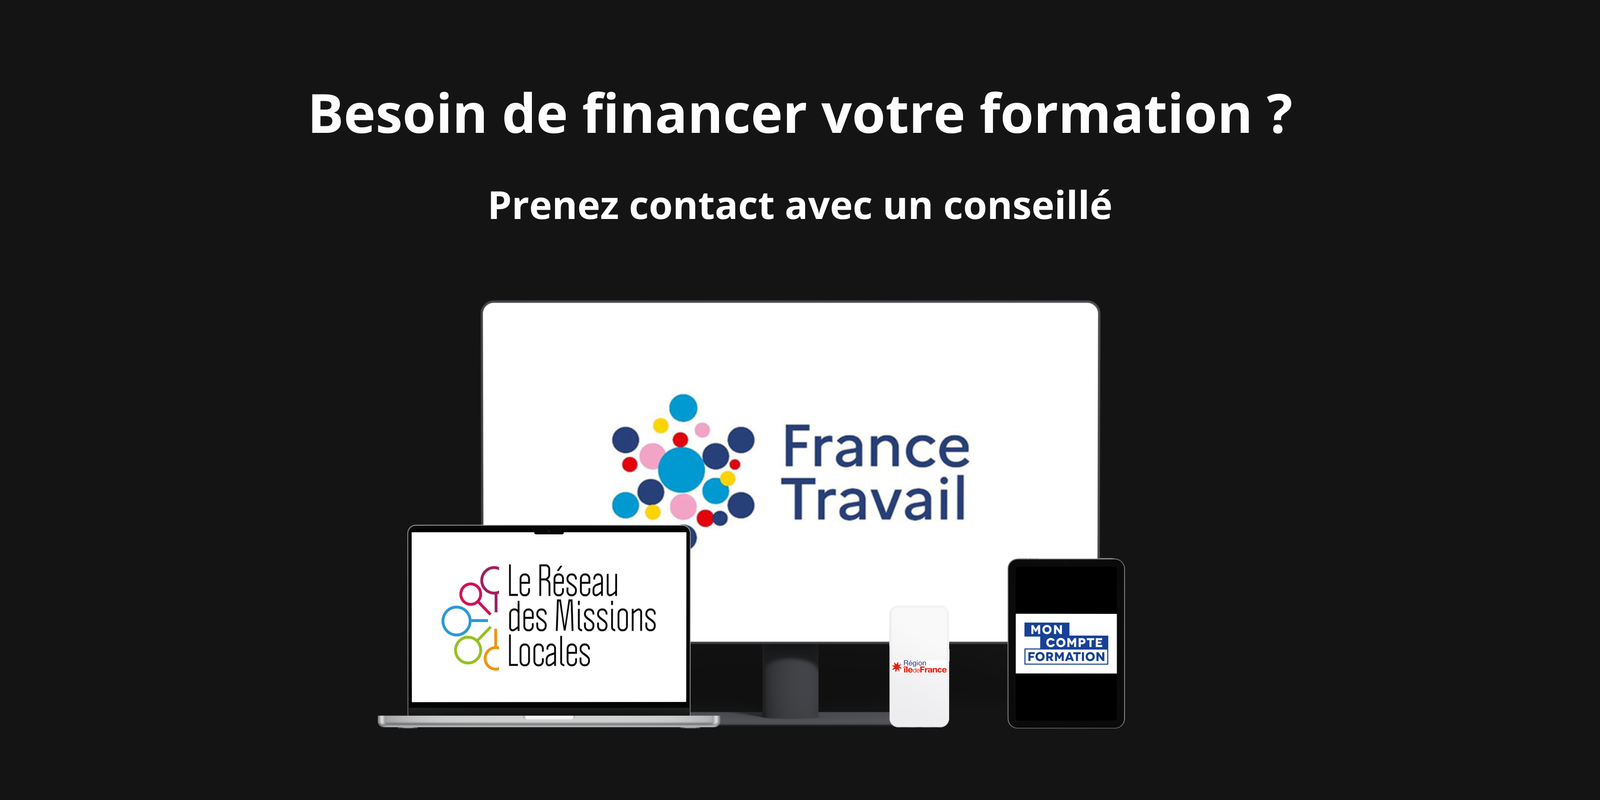 Besoin de financer votre formation ?
Prenez contact avec un conseillé
France
Travail
Le Réseau
des Missions
Locales
Région
îledeFrance
MON
COMPTE
FORMATION